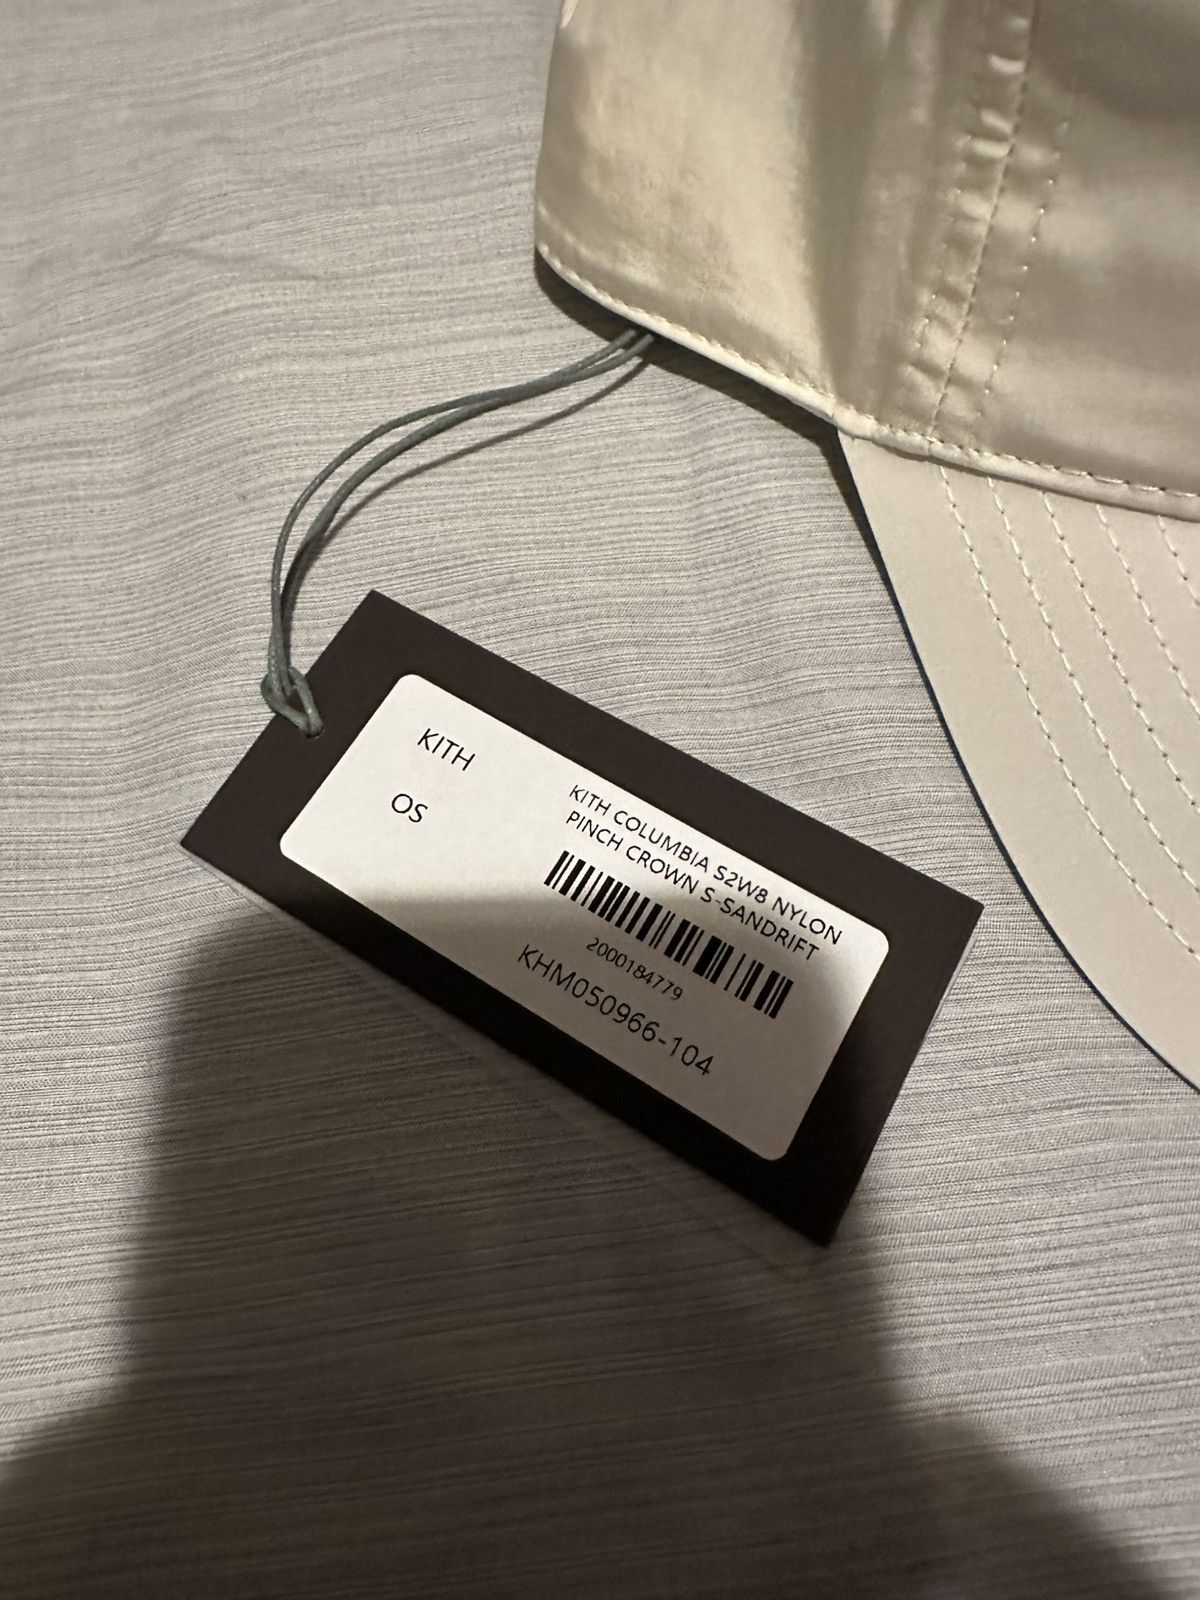 KITH
OS
KITH COLUMBIA S2W8 NYLON
PINCH CROWN S-SANDRIFT
2000184779
KHM050966-104